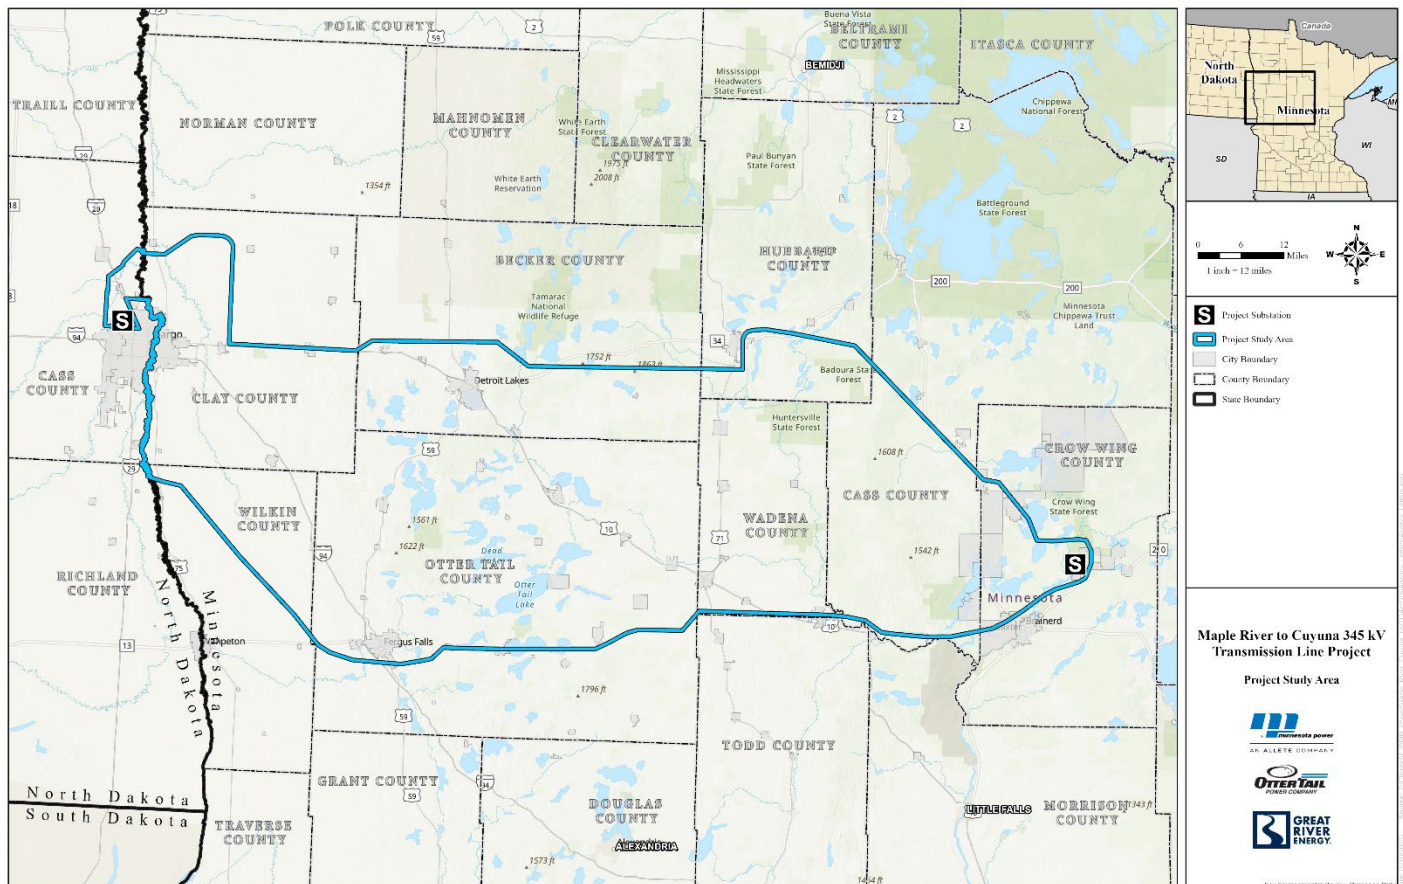 POLK COUNTY
59
2
Buena Vista
State Forest
BELTRAMI
COUNTY
ITASCA COUNTY
BEMIDJI
Mississippi
Headwaters
State Forest
Chippewa
National Forest
TRAILL COUNTY
NORMAN COUNTY
MAHNOMEN
COUNTY
White Earth
State Forest
CLEARWATER
COUNTY
2
2
29
1975 ft
2008 ft
1354 ft
White Earth
Reservation
Paul Bunyan
State Forest
Battleground
State Forest
18
29
BECKER COUNTY
HUBBARD
COUNTY
200
200
Tamarac
National
Wildlife Refuge
Minnesota
Chippewa Trust
Land
S
94
34
1752 ft
1863 ft
Badoura State
Forest
CASS
COUNTY
CLAY COUNTY
Detroit Lakes
Huntersville
State Forest
59
29
1608 ft
CROW WING
COUNTY
CASS COUNTY
Crow Wing
State Forest
WILKIN
COUNTY
1561 ft
1622 ft
10
WADENA
COUNTY
71
94
Dead
OTTER TAIL
COUNTY
Otter
Tail
Lake
1542 ft
S
RICHLAND
COUNTY
75
North Dakota
Minnesota
Minnesota
10
Brainerd
13
Fergus Falls
1796 ft
59
TODD COUNTY
GRANT COUNTY
59
94
North Dakota
South Dakota
TRAVERSE
COUNTY
DOUGLAS
COUNTY
ALEXANDRIA
LITTLE FALLS
MORRISON
COUNTY
1343 ft
1573 ft
Canada
North
Dakota
Minnesota
MI
SD
WI
IA
0 6 12
Miles
1 inch = 12 miles
N
W E
S
S Project Substation
Project Study Area
City Boundary
County Boundary
State Boundary
Maple River to Cuyuna 345 kV
Transmission Line Project
Project Study Area
minnesota power
AN ALLETE COMPANY
OTTER TAIL
POWER COMPANY
GREAT
RIVER
ENERGY